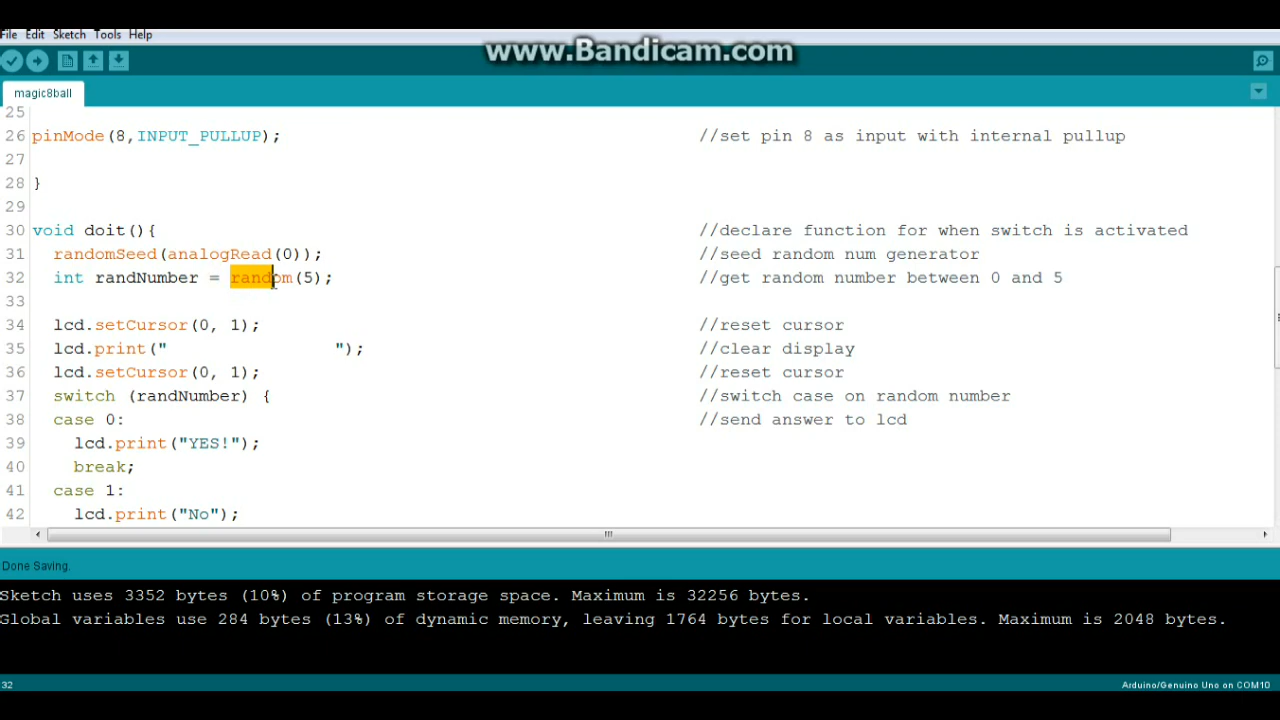 www.Bandicam.com
File Edit Sketch Tools Help
magic8ball
25
26 pinMode(8,INPUT_PULLUP); //set pin 8 as input with internal pullup
27
28 }
29
30 void doit(){ //declare function for when switch is activated
31 randomSeed(analogRead(0)); //seed random num generator
32 int randNumber = random(5); //get random number between 0 and 5
33
34 lcd.setCursor(0, 1); //reset cursor
35 lcd.print("                "); //clear display
36 lcd.setCursor(0, 1); //reset cursor
37 switch (randNumber) { //switch case on random number
38 case 0: //send answer to lcd
39 lcd.print("YES!");
40 break;
41 case 1:
42 lcd.print("No");
Done Saving.
Sketch uses 3352 bytes (10%) of program storage space. Maximum is 32256 bytes.
Global variables use 284 bytes (13%) of dynamic memory, leaving 1764 bytes for local variables. Maximum is 2048 bytes.
32 Arduino/Genuino Uno on COM10